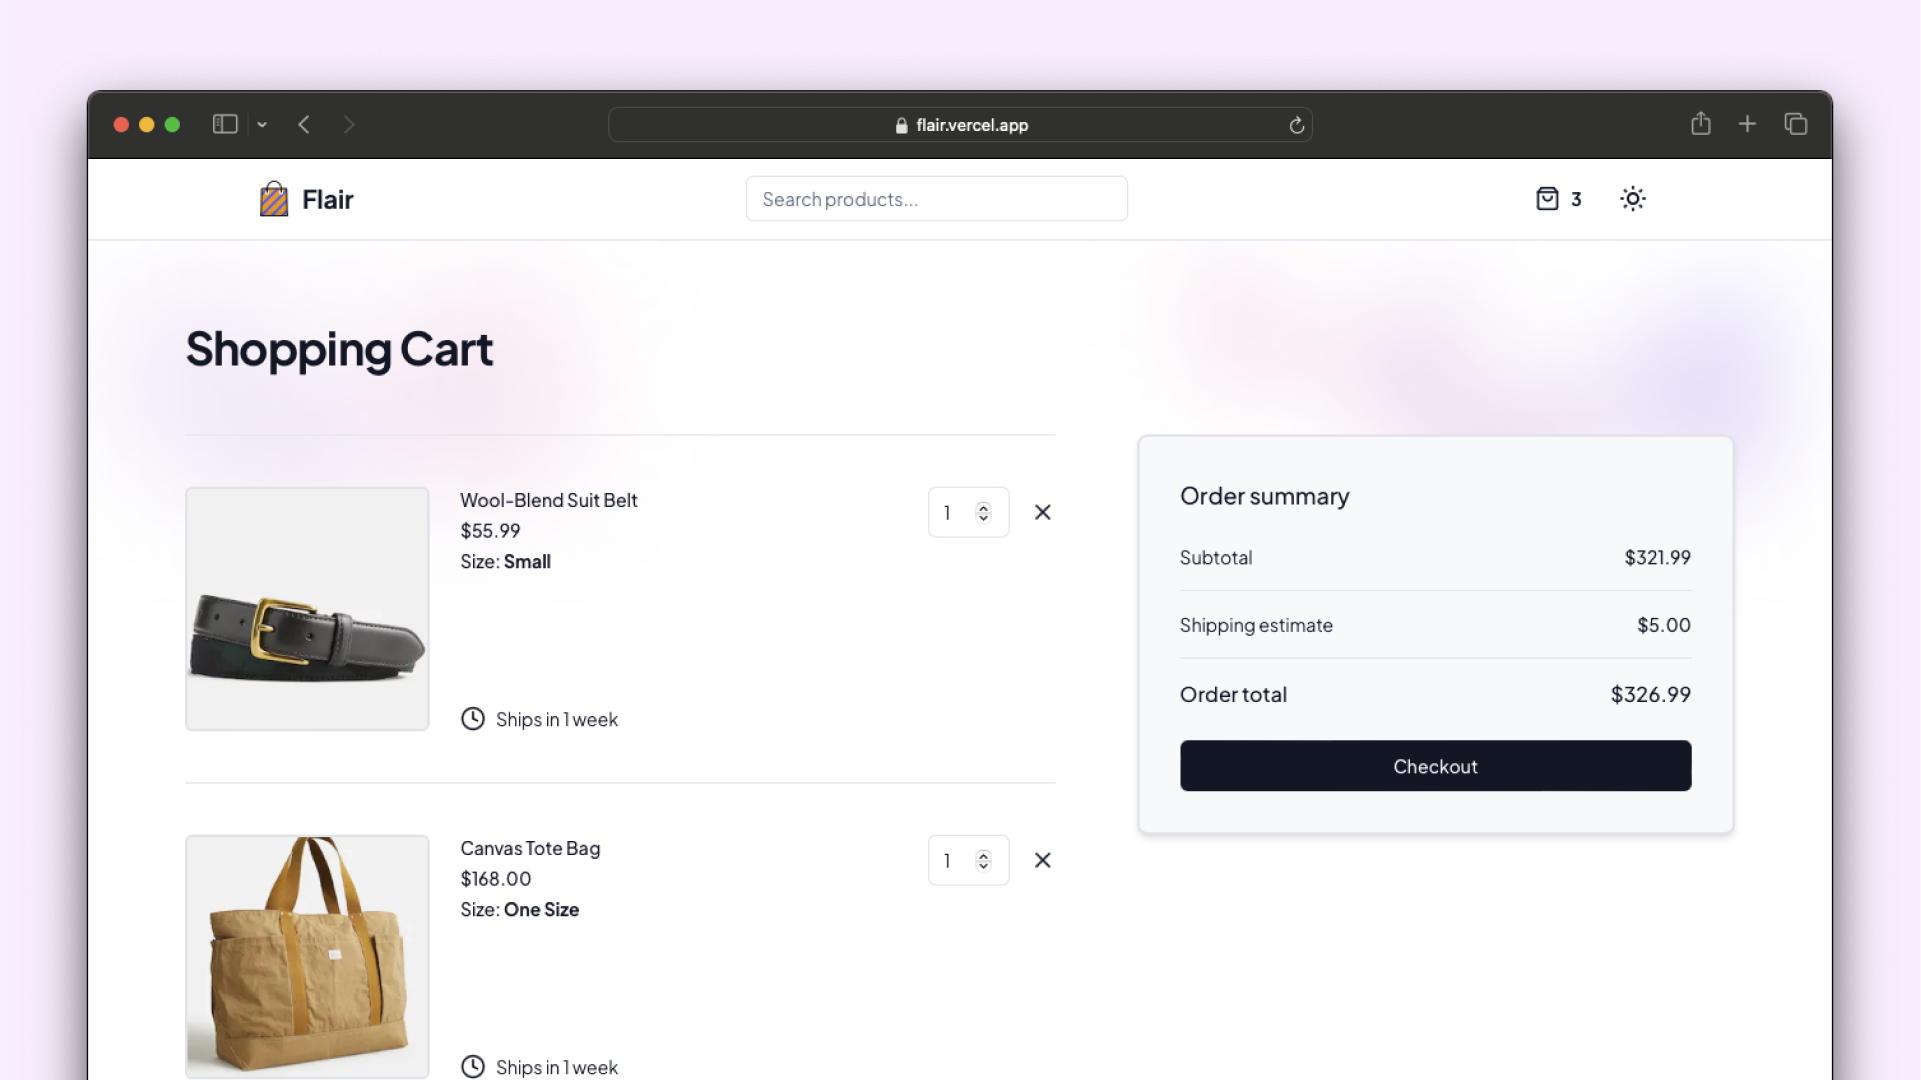 flair.vercel.app
Flair
Search products...
3
Shopping Cart
Wool-Blend Suit Belt
$55.99
Size: Small
1
Ships in 1 week
Canvas Tote Bag
$168.00
Size: One Size
1
Ships in 1 week
Order summary
Subtotal $321.99
Shipping estimate $5.00
Order total $326.99
Checkout